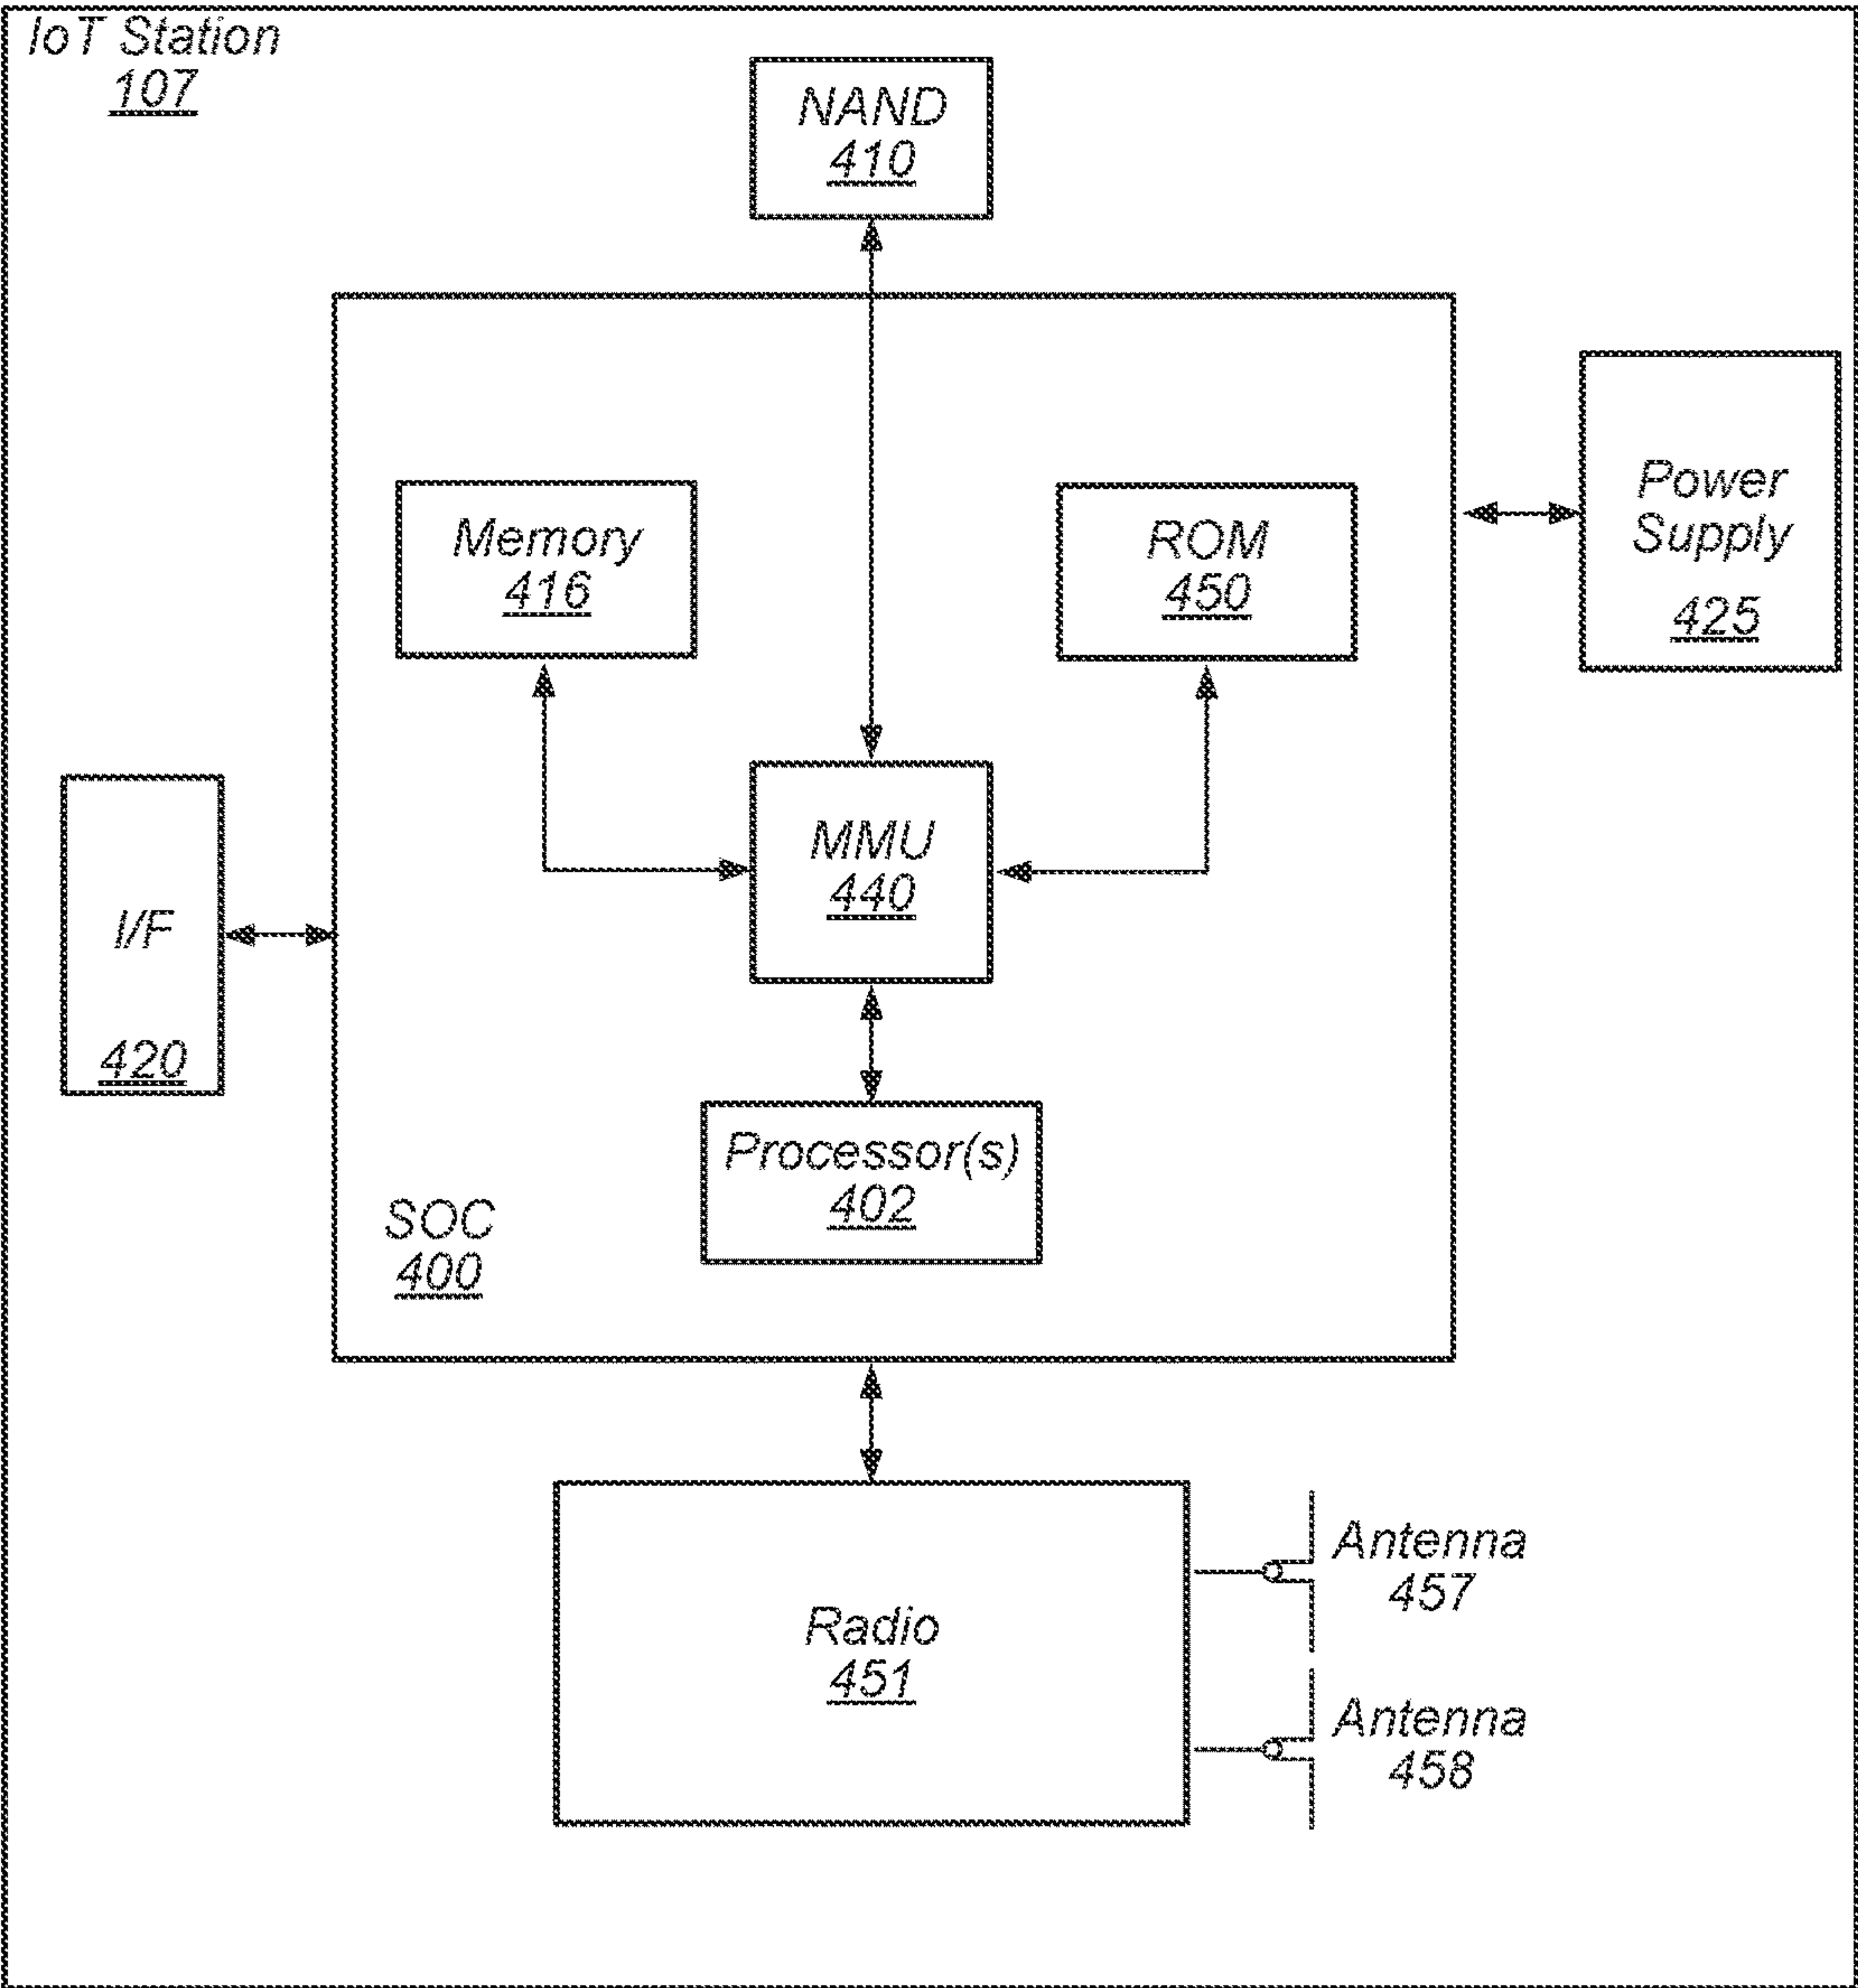 IoT Station
107
NAND
410
Memory
416
ROM
450
Power
Supply
425
MMU
440
I/F
420
Processor(s)
402
SOC
400
Radio
451
Antenna
457
Antenna
458